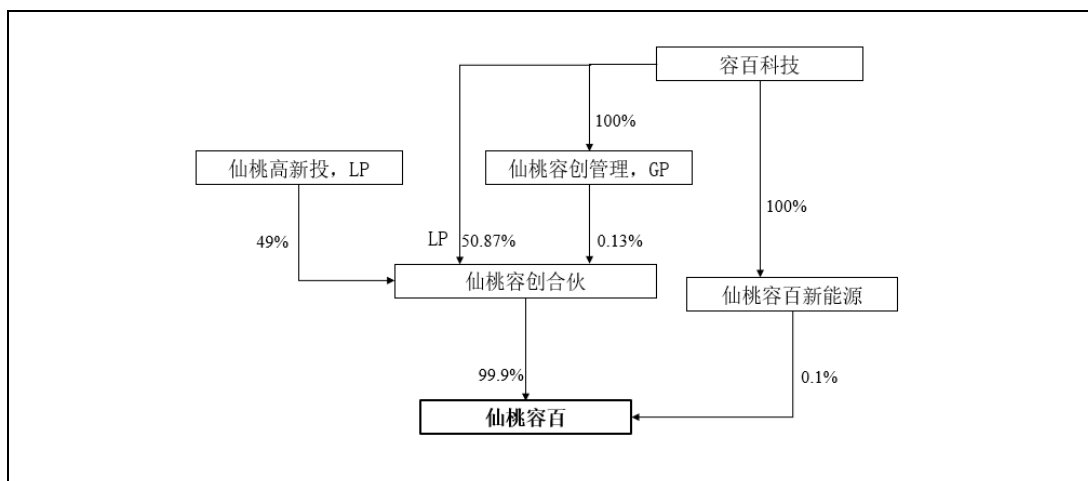 容百科技
100%
仙桃高新投, LP
仙桃容创管理, GP
100%
49%
LP 50.87%
0.13%
仙桃容创合伙
仙桃容百新能源
99.9%
0.1%
仙桃容百